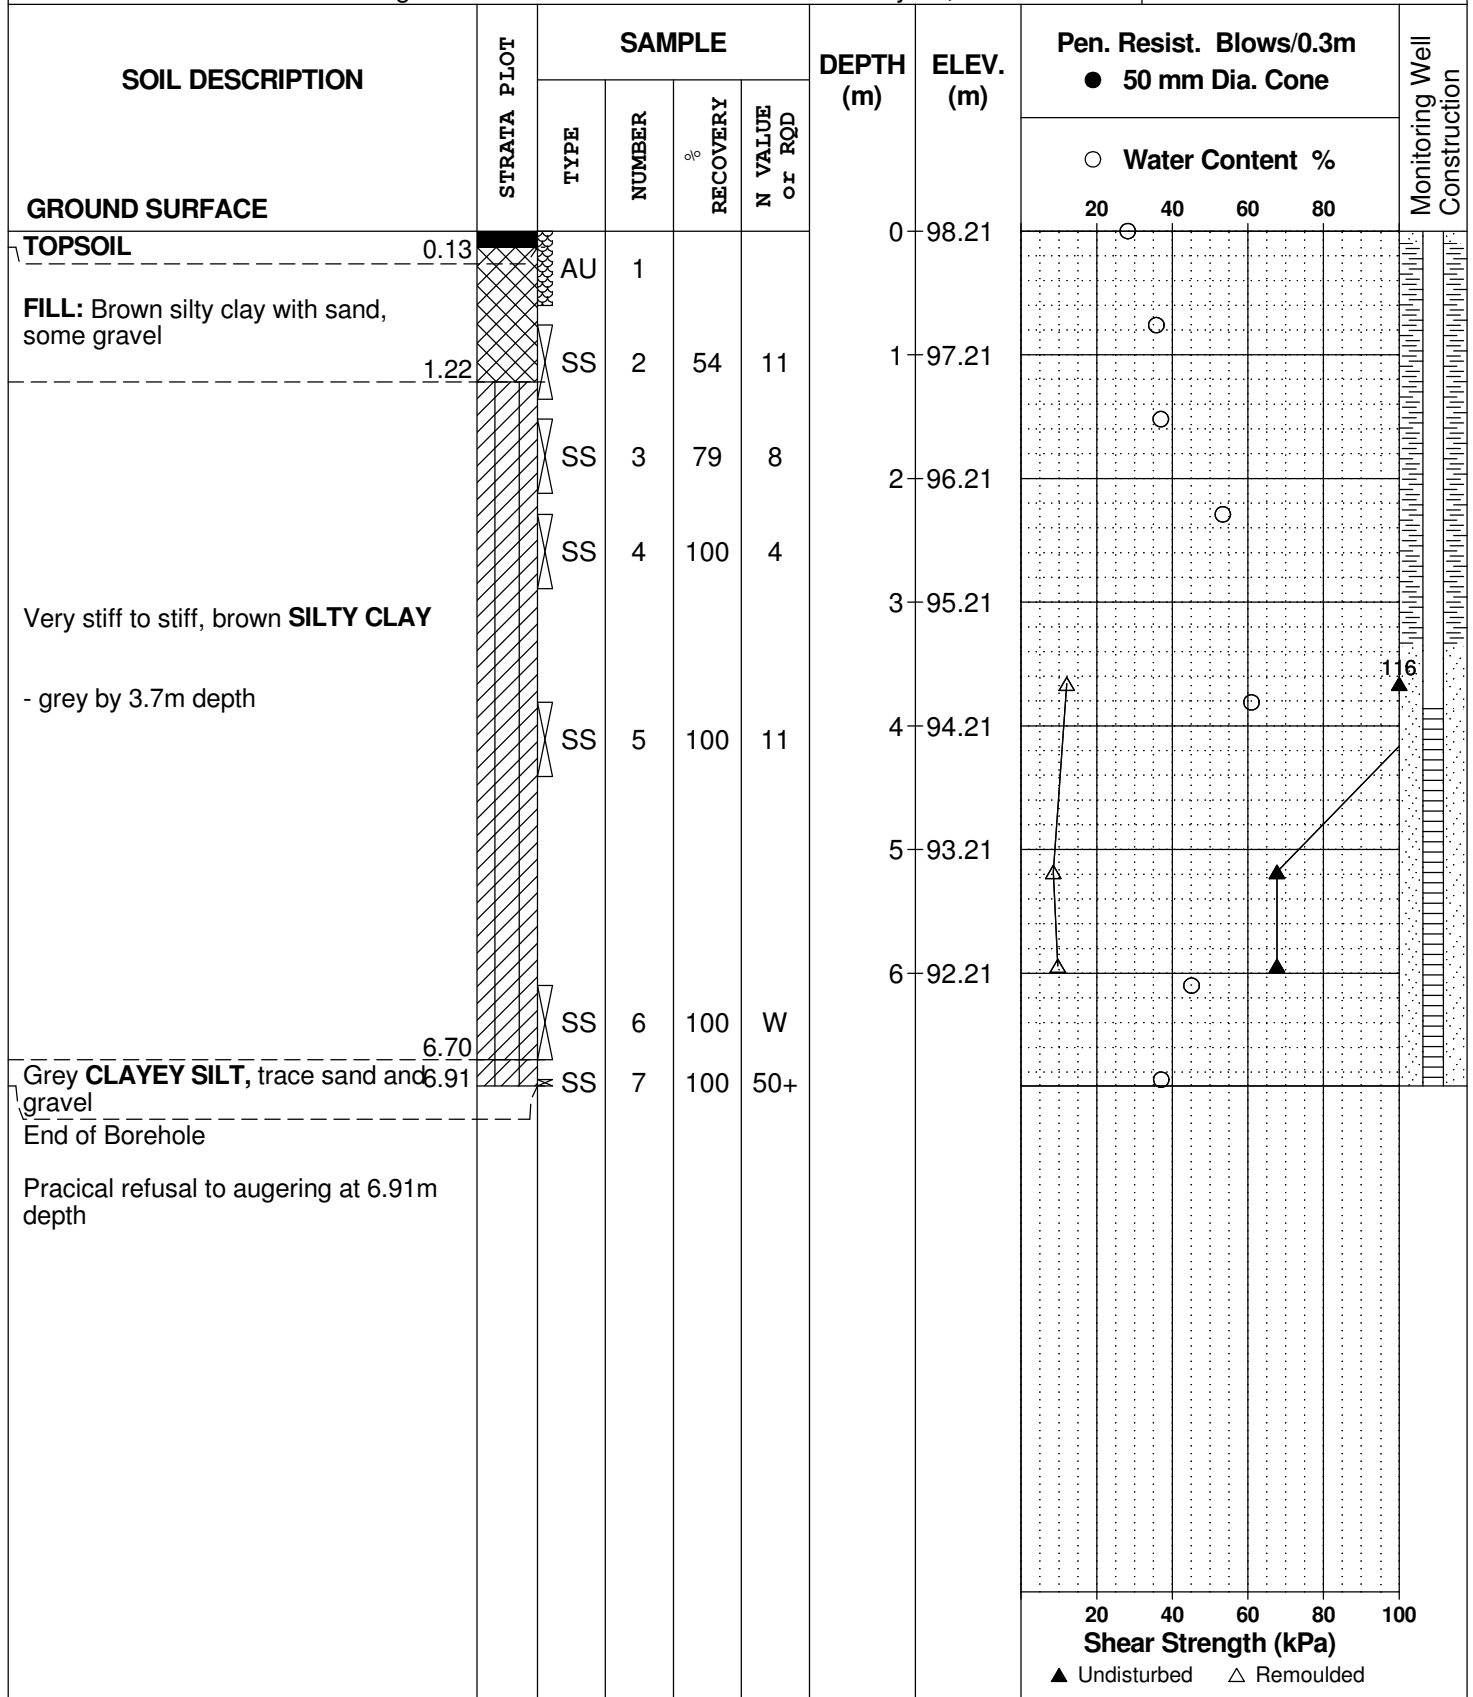 SOIL DESCRIPTION
GROUND SURFACE
STRATA PLOT
SAMPLE
TYPE
NUMBER
% RECOVERY
N VALUE or RQD
DEPTH (m)
ELEV. (m)
Pen. Resist. Blows/0.3m
● 50 mm Dia. Cone
○ Water Content %
20 40 60 80
Monitoring Well Construction
TOPSOIL 0.13
0 98.21
AU 1
FILL: Brown silty clay with sand,
some gravel
1.22
SS 2 54 11
1 97.21
SS 3 79 8
2 96.21
SS 4 100 4
3 95.21
Very stiff to stiff, brown SILTY CLAY
116
- grey by 3.7m depth
SS 5 100 11
4 94.21
5 93.21
6 92.21
SS 6 100 W
6.70
Grey CLAYEY SILT, trace sand and 6.91
gravel
SS 7 100 50+
End of Borehole
Pracical refusal to augering at 6.91m
depth
20 40 60 80 100
Shear Strength (kPa)
▲ Undisturbed △ Remoulded